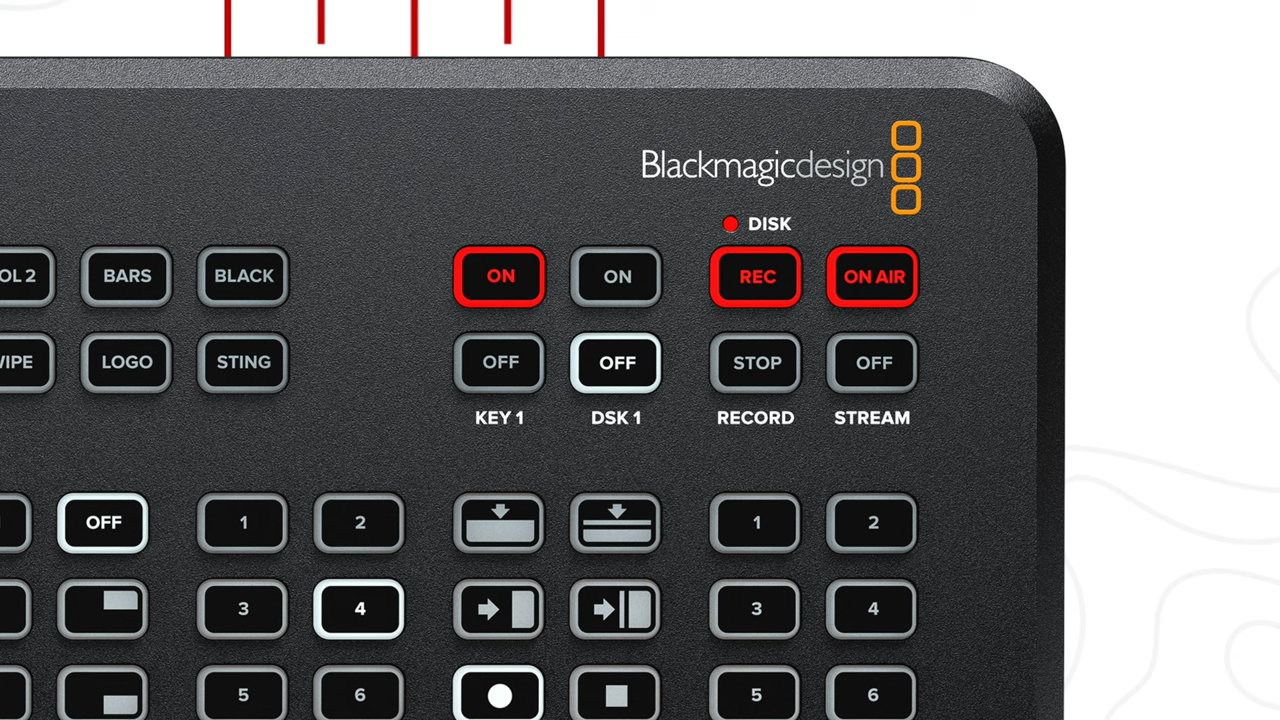 Blackmagicdesign
DISK
OL 2 BARS BLACK ON ON REC ON AIR
IPE LOGO STING OFF OFF STOP OFF
KEY 1 DSK 1 RECORD STREAM
OFF 1 2 1 2
3 4 3 4
5 6 5 6